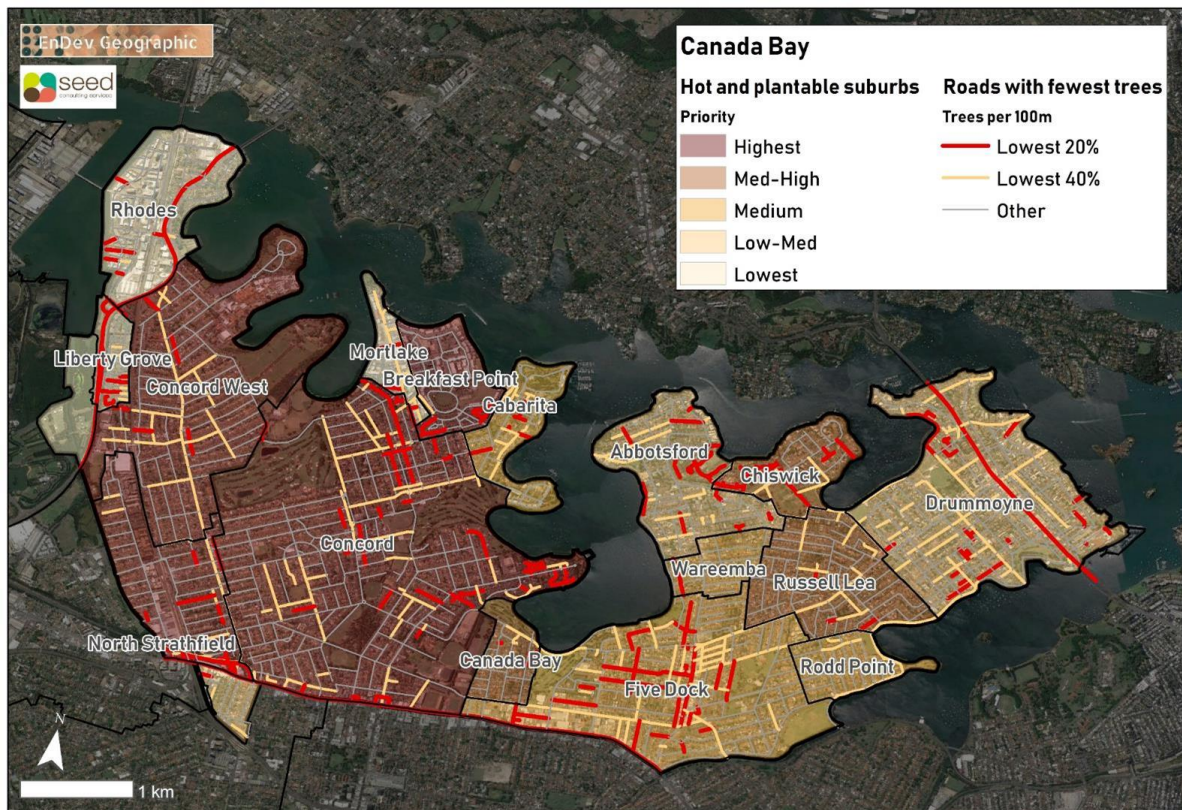 EnDev Geographic
seed
consulting services
Canada Bay
Hot and plantable suburbs
Priority
Highest
Med-High
Medium
Low-Med
Lowest
Roads with fewest trees
Trees per 100m
Lowest 20%
Lowest 40%
Other
Rhodes
Liberty Grove
Concord West
Mortlake
Breakfast Point
Cabarita
Abbotsford
Chiswick
Drummoyne
Concord
Wareemba
Russell Lea
North Strathfield
Canada Bay
Rodd Point
Five Dock
N
1 km